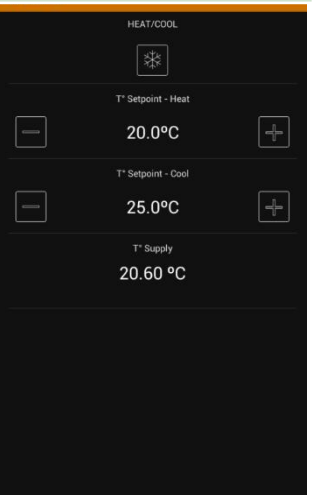 HEAT/COOL
T° Setpoint - Heat
20.0ºC
T° Setpoint - Cool
25.0ºC
T° Supply
20.60 ºC